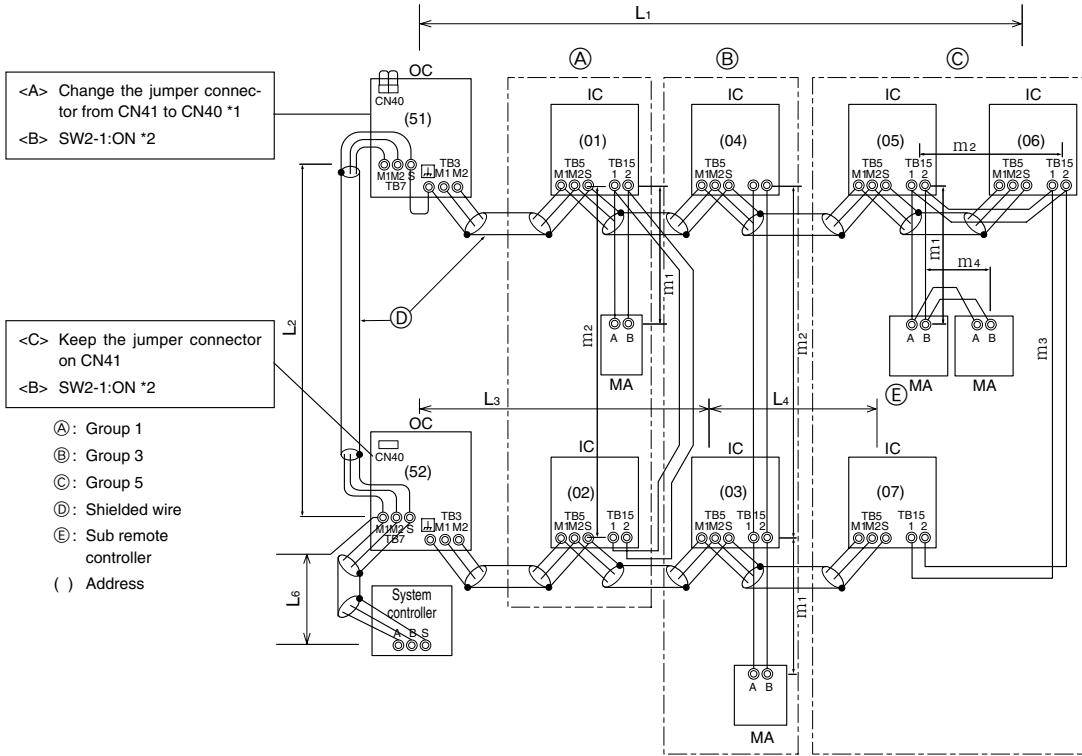 L1
Ⓐ
Ⓑ
Ⓒ
<A> Change the jumper connec-
tor from CN41 to CN40 *1
<B> SW2-1:ON *2
OC
CN40
(51)
M1M2 S
TB7
TB3
M1 M2
IC
(01)
TB5
M1M2S
TB15
1 2
IC
(04)
TB5
M1M2S
IC
(05)
TB5
M1M2S
TB15
1 2
IC
(06)
TB5
M1M2S
TB15
1 2
m2
m1
m4
m1
m2
m2
m3
L2
Ⓓ
A B
MA
A B
MA
A B
MA
Ⓔ
<C> Keep the jumper connector
on CN41
<B> SW2-1:ON *2
Ⓐ: Group 1
Ⓑ: Group 3
Ⓒ: Group 5
Ⓓ: Shielded wire
Ⓔ: Sub remote
controller
( ) Address
L3
L4
OC
CN40
(52)
M1M2 S
TB7
TB3
M1 M2
IC
(02)
TB5
M1M2S
TB15
1 2
IC
(03)
TB5
M1M2S
TB15
1 2
IC
(07)
TB5
M1M2S
TB15
1 2
L6
System
controller
A B S
m1
A B
MA